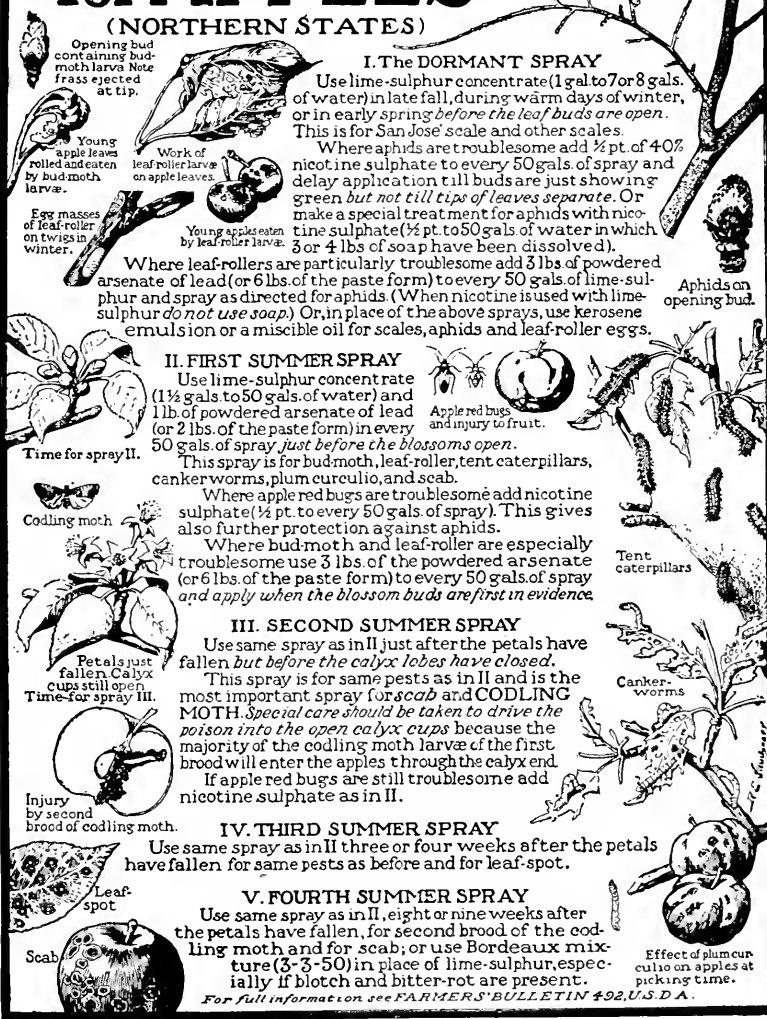 for APPLES
(NORTHERN STATES)
Opening bud
containing bud-
moth larva Note
frass ejected
at tip.
Young
apple leaves
rolled and eaten
by bud-moth
larvæ.
Work of
leaf-roller larvæ
on apple leaves.
Egg masses
of leaf-roller
on twigs in
winter.
Young apples eaten
by leaf-roller larvæ.
I. The DORMANT SPRAY
Use lime-sulphur concentrate (1 gal. to 7 or 8 gals.
of water) in late fall, during warm days of winter,
or in early spring before the leaf buds are open.
This is for San José scale and other scales.
Where aphids are troublesome add ½ pt. of 40%
nicotine sulphate to every 50 gals. of spray and
delay application till buds are just showing
green but not till tips of leaves separate. Or
make a special treatment for aphids with nico-
tine sulphate (½ pt. to 50 gals. of water in which
3 or 4 lbs of soap have been dissolved).
Where leaf-rollers are particularly troublesome add 3 lbs. of powdered
arsenate of lead (or 6 lbs. of the paste form) to every 50 gals. of lime-sul-
phur and spray as directed for aphids. (When nicotine is used with lime-
sulphur do not use soap.) Or, in place of the above sprays, use kerosene
emulsion or a miscible oil for scales, aphids and leaf-roller eggs.
Aphids on
opening bud.
II. FIRST SUMMER SPRAY
Use lime-sulphur concentrate
(1½ gals. to 50 gals. of water) and
1 lb. of powdered arsenate of lead
(or 2 lbs. of the paste form) in every
50 gals. of spray just before the blossoms open.
This spray is for bud-moth, leaf-roller, tent caterpillars,
cankerworms, plum curculio, and scab.
Where apple red bugs are troublesome add nicotine
sulphate (½ pt. to every 50 gals. of spray). This gives
also further protection against aphids.
Where bud-moth and leaf-roller are especially
troublesome use 3 lbs. of the powdered arsenate
(or 6 lbs. of the paste form) to every 50 gals. of spray
and apply when the blossom buds are first in evidence.
Apple red bugs
and injury to fruit.
Time for spray II.
Codling moth
Tent
caterpillars
Petals just
fallen. Calyx
cups still open
Time for spray III.
III. SECOND SUMMER SPRAY
Use same spray as in II just after the petals have
fallen but before the calyx lobes have closed.
This spray is for same pests as in II and is the
most important spray for scab and CODLING
MOTH. Special care should be taken to drive the
poison into the open calyx cups because the
majority of the codling moth larvæ of the first
brood will enter the apples through the calyx end
If apple red bugs are still troublesome add
nicotine sulphate as in II.
Canker-
worms
Injury
by second
brood of codling moth.
IV. THIRD SUMMER SPRAY
Use same spray as in II three or four weeks after the petals
have fallen for same pests as before and for leaf-spot.
Leaf-
spot
Scab
V. FOURTH SUMMER SPRAY
Use same spray as in II, eight or nine weeks after
the petals have fallen, for second brood of the cod-
ling moth and for scab; or use Bordeaux mix-
ture (3-3-50) in place of lime-sulphur, espec-
ially if blotch and bitter-rot are present.
For full information see FARMERS' BULLETIN 492, U.S.D A.
Effect of plum cur-
culio on apples at
picking time.